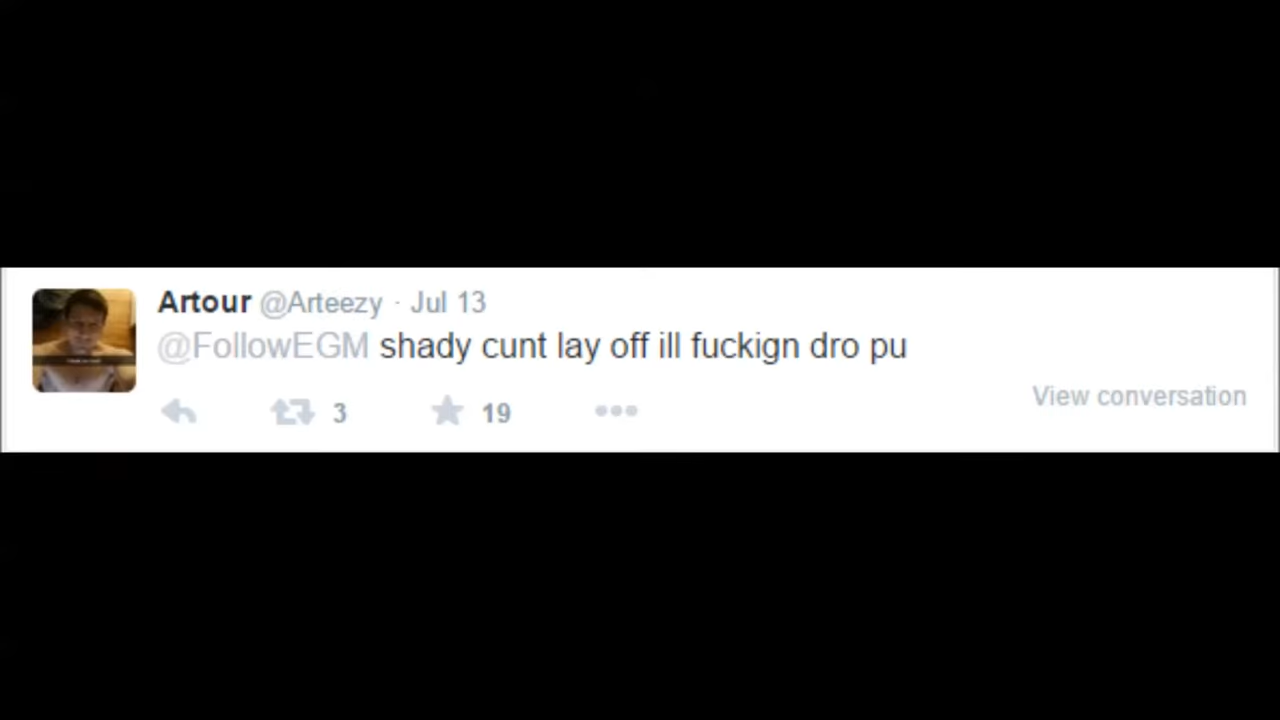 Artour @Arteezy · Jul 13
@FollowEGM shady cunt lay off ill fuckign dro pu
3 19
View conversation